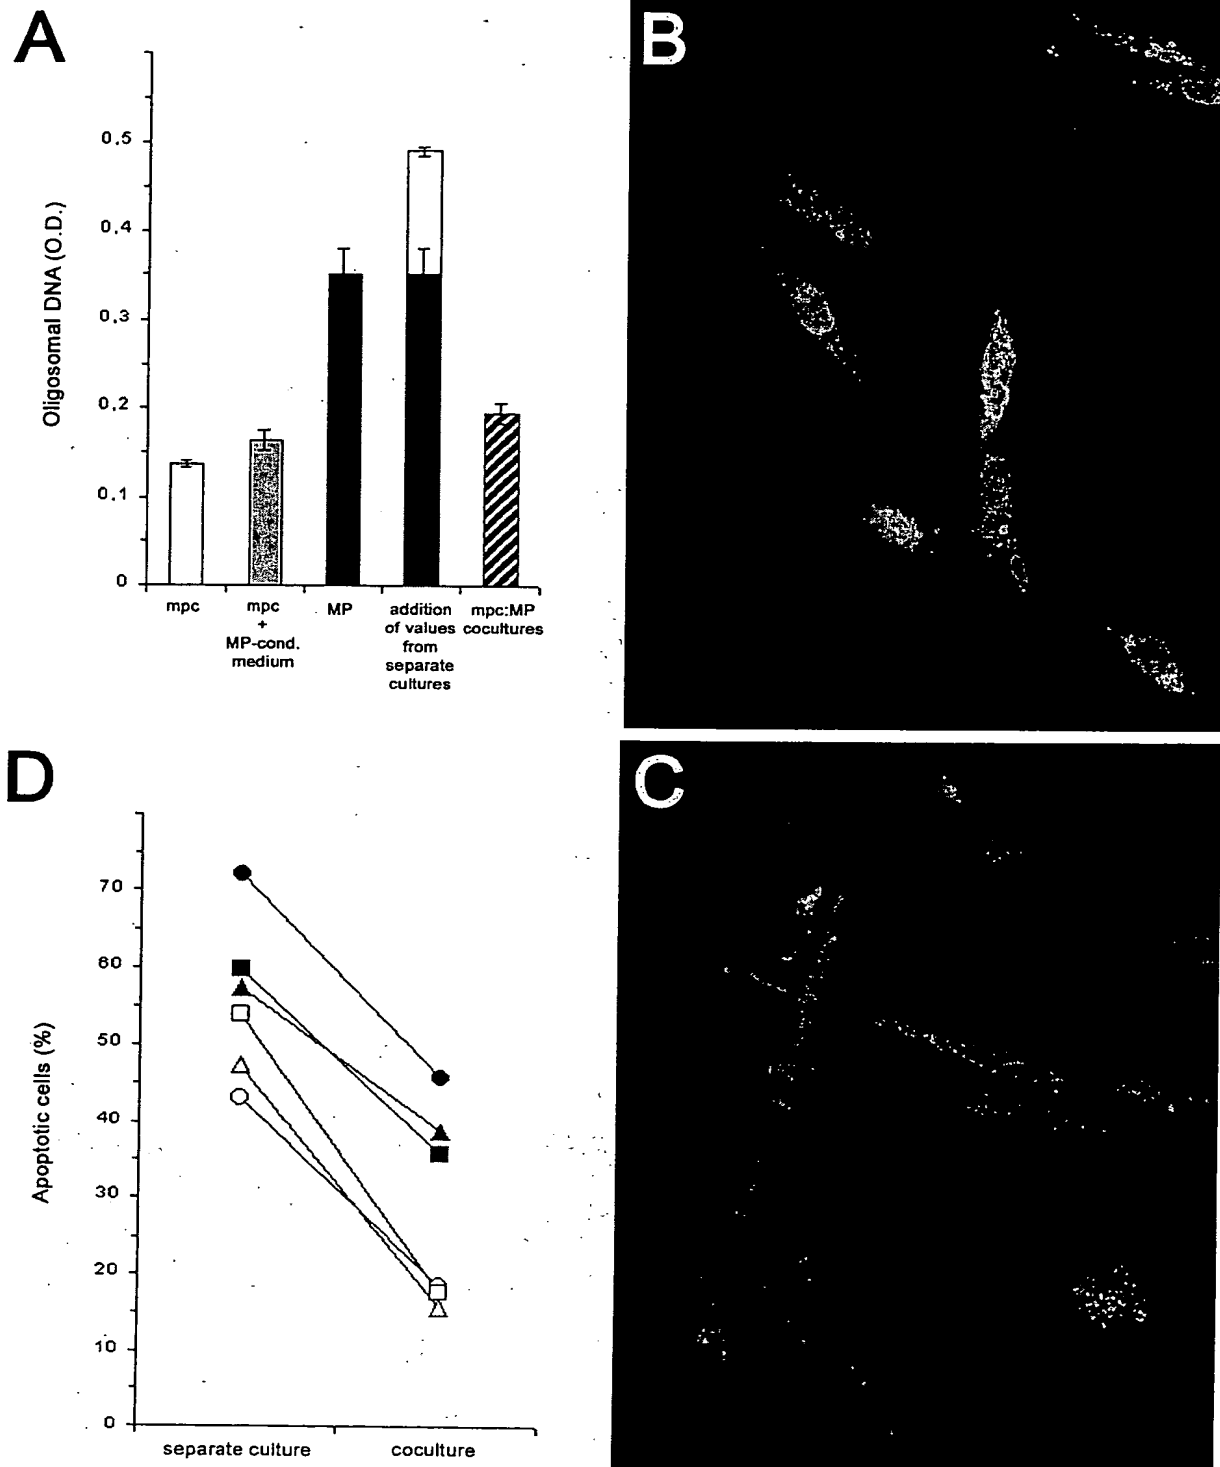 A
B
Oligosomal DNA (O.D.)
0.5
0.4
0.3
0.2
0.1
0
mpc
mpc
+
MP-cond.
medium
MP
addition
of values
from
separate
cultures
mpc:MP
cocultures
D
C
Apoptotic cells (%)
70
60
50
40
30
20
10
0
separate culture
coculture